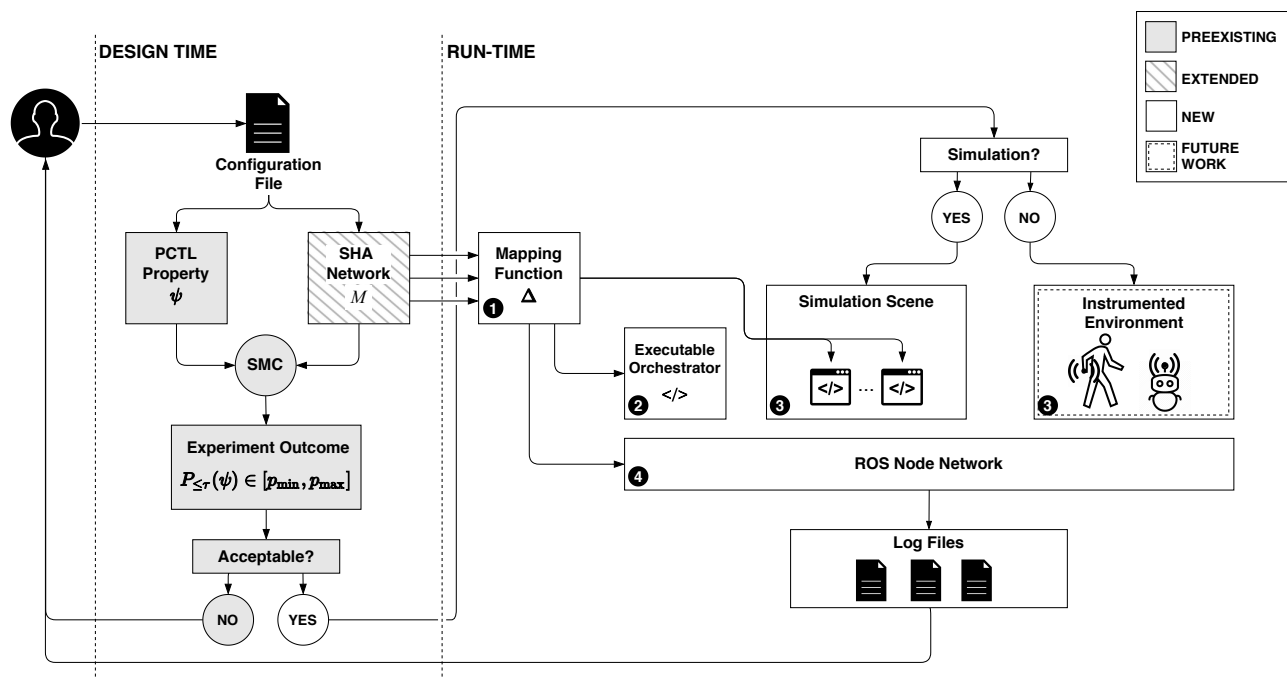 DESIGN TIME
RUN-TIME
PREEXISTING
EXTENDED
NEW
FUTURE
WORK
Configuration
File
Simulation?
YES
NO
PCTL
Property
ψ
SHA
Network
M
Mapping
Function
Δ
1
Simulation Scene
</>
...
</>
3
Instrumented
Environment
3
Executable
Orchestrator
</>
2
SMC
Experiment Outcome
P≤τ(ψ) ∈ [pmin, pmax]
ROS Node Network
4
Acceptable?
NO
YES
Log Files